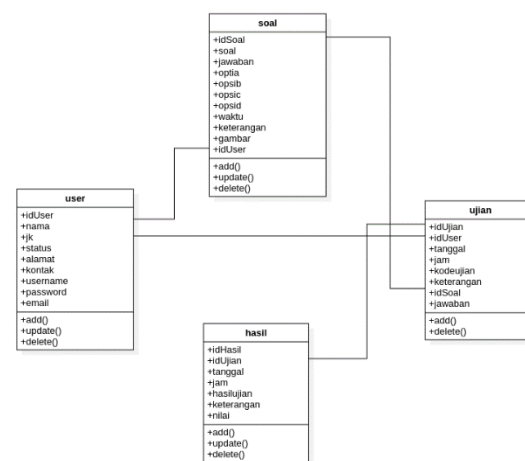 soal
+idSoal
+soal
+jawaban
+optia
+opsib
+opsic
+opsid
+waktu
+keterangan
+gambar
+idUser
+add()
+update()
+delete()
user
+idUser
+nama
+jk
+status
+alamat
+kontak
+username
+password
+email
+add()
+update()
+delete()
ujian
+idUjian
+idUser
+tanggal
+jam
+kodeujian
+keterangan
+idSoal
+jawaban
+add()
+delete()
hasil
+idHasil
+idUjian
+tanggal
+jam
+hasilujian
+keterangan
+nilai
+add()
+update()
+delete()